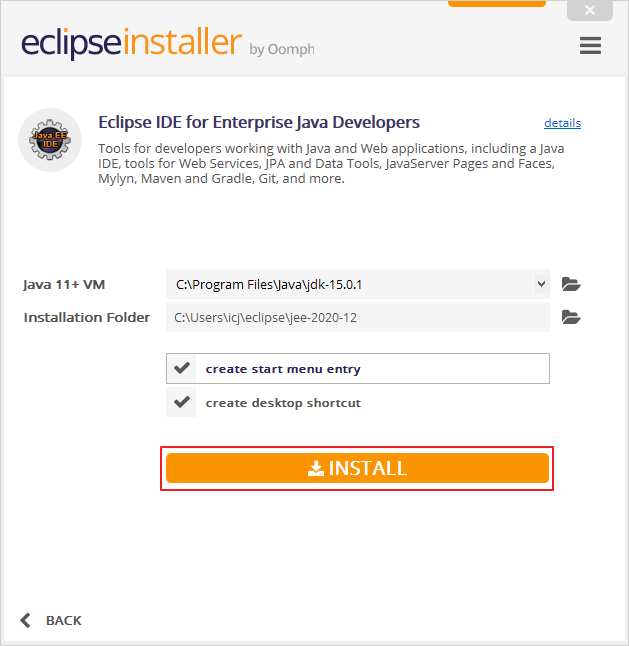 eclipseinstaller by Oomph
Eclipse IDE for Enterprise Java Developers
details
Java EE
IDE
Tools for developers working with Java and Web applications, including a Java
IDE, tools for Web Services, JPA and Data Tools, JavaServer Pages and Faces,
Mylyn, Maven and Gradle, Git, and more.
Java 11+ VM
C:\Program Files\Java\jdk-15.0.1
Installation Folder
C:\Users\icj\eclipse\jee-2020-12
create start menu entry
create desktop shortcut
INSTALL
BACK